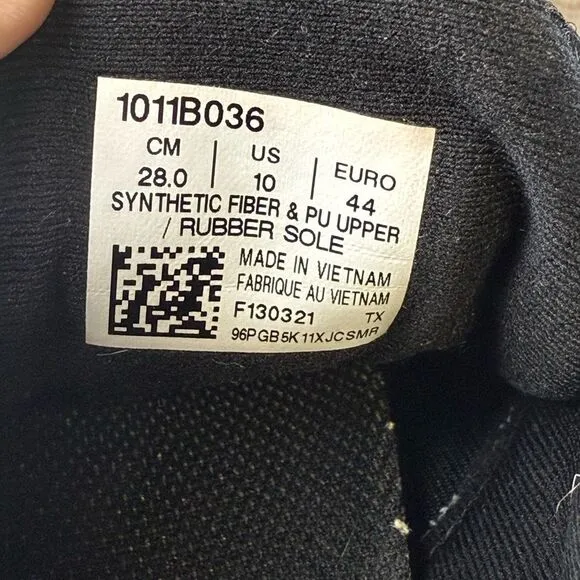 1011B036
CM | US | EURO
28.0 | 10 | 44
SYNTHETIC FIBER & PU UPPER
/ RUBBER SOLE
MADE IN VIETNAM
FABRIQUE AU VIETNAM
F130321 TX
96PGB5K11XJCSMR